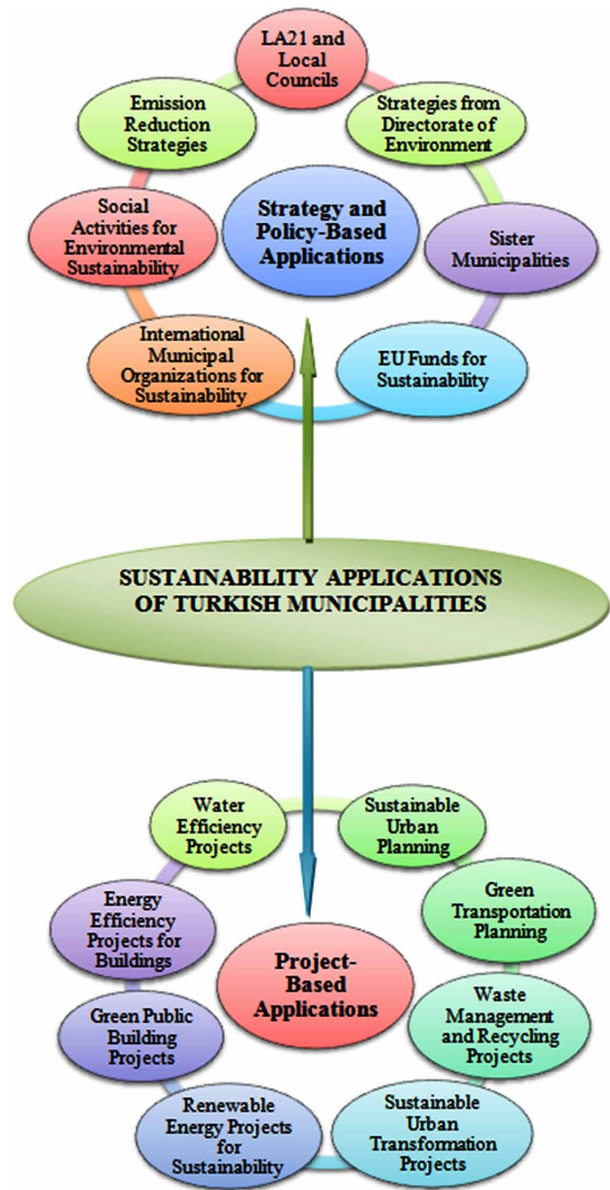 LA21 and
Local
Councils
Emission
Reduction
Strategies
Strategies from
Directorate of
Environment
Social
Activities for
Environmental
Sustainability
Strategy and
Policy-Based
Applications
Sister
Municipalities
International
Municipal
Organizations for
Sustainability
EU Funds for
Sustainability
SUSTAINABILITY APPLICATIONS
OF TURKISH MUNICIPALITIES
Water
Efficiency
Projects
Sustainable
Urban
Planning
Energy
Efficiency
Projects for
Buildings
Green
Transportation
Planning
Project-
Based
Applications
Green Public
Building
Projects
Waste
Management
and Recycling
Projects
Renewable
Energy Projects
for
Sustainability
Sustainable
Urban
Transformation
Projects